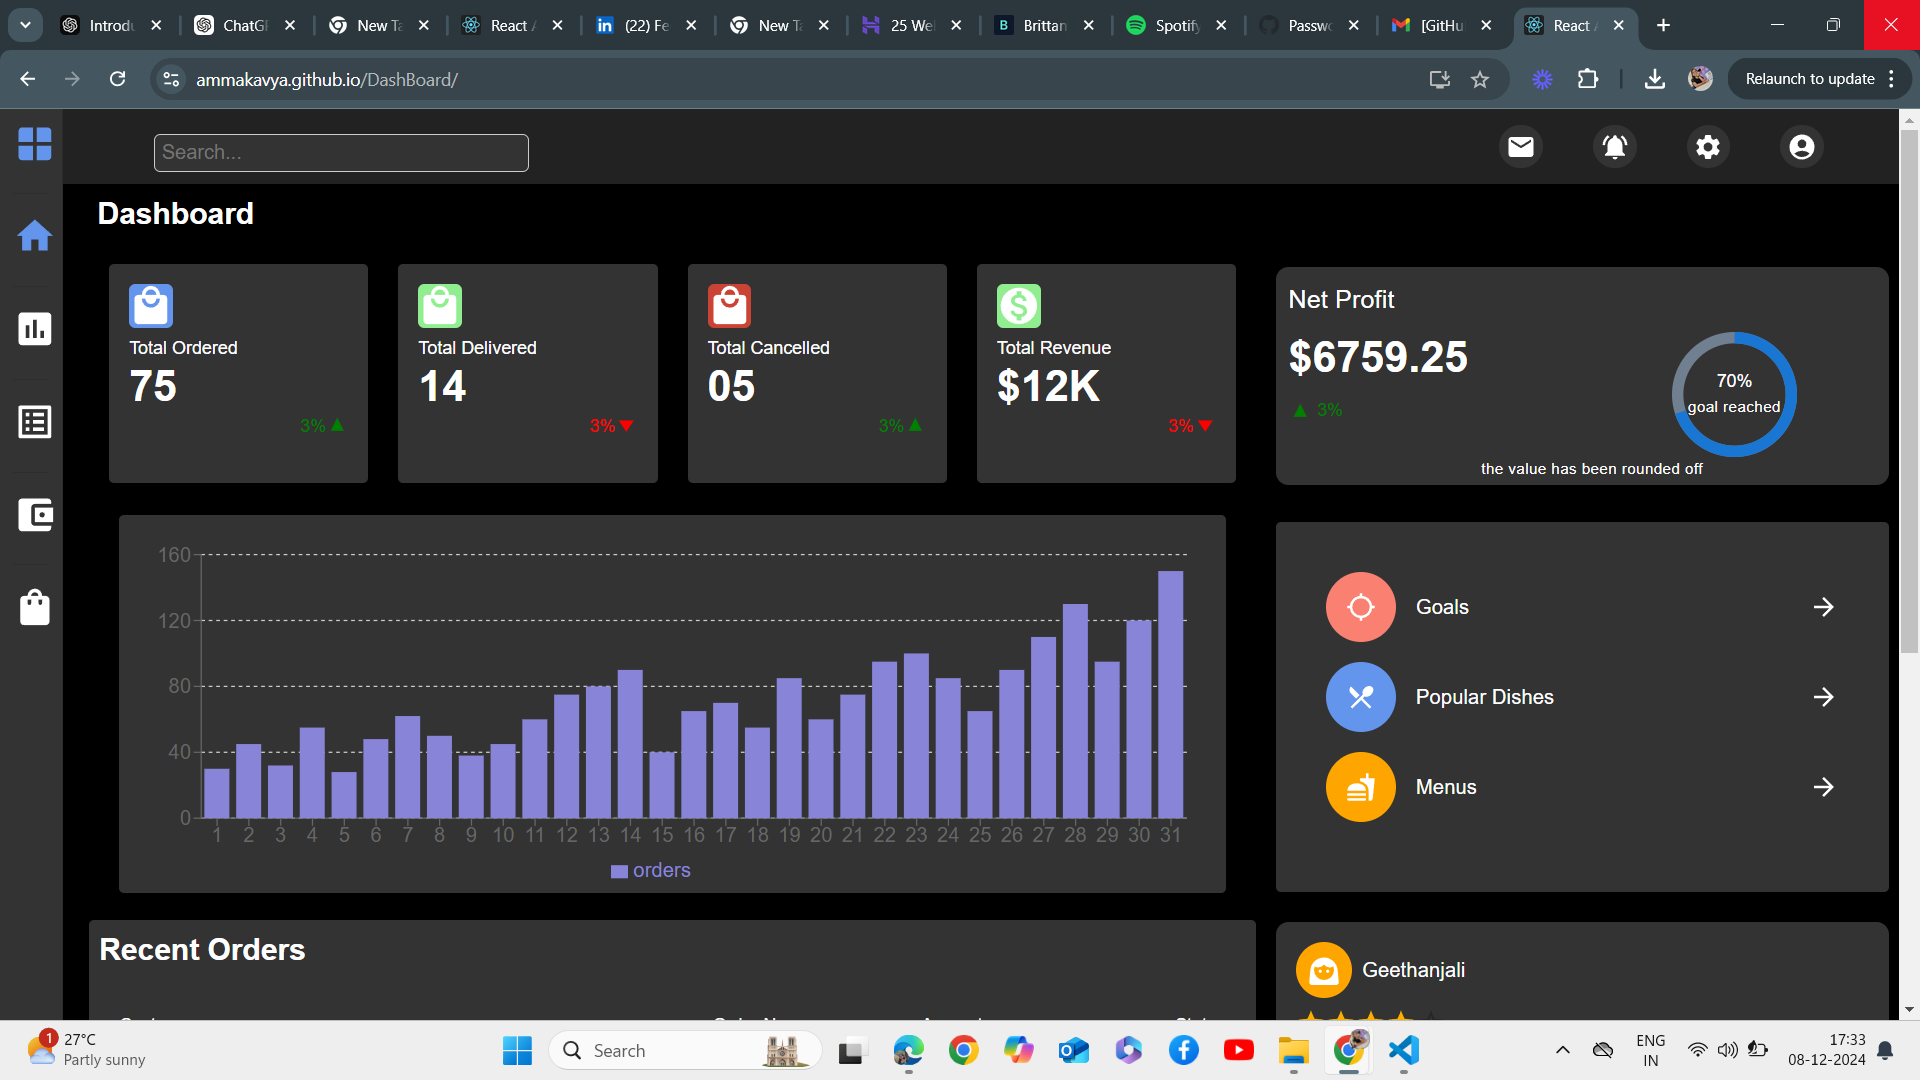 Introdu
ChatGP
New Ta
React A
(22) Fe
New Ta
25 Wel
Brittan
Spotify
Passwo
[GitHu
React A
ammakavya.github.io/DashBoard/
Relaunch to update
Search...
Dashboard
Total Ordered
75
3%
Total Delivered
14
3%
Total Cancelled
05
3%
Total Revenue
$12K
3%
Net Profit
$6759.25
3%
70%
goal reached
the value has been rounded off
160
120
80
40
0
1 2 3 4 5 6 7 8 9 10 11 12 13 14 15 16 17 18 19 20 21 22 23 24 25 26 27 28 29 30 31
orders
Goals
Popular Dishes
Menus
Recent Orders
Geethanjali
1
27°C
Partly sunny
Search
ENG
IN
17:33
08-12-2024